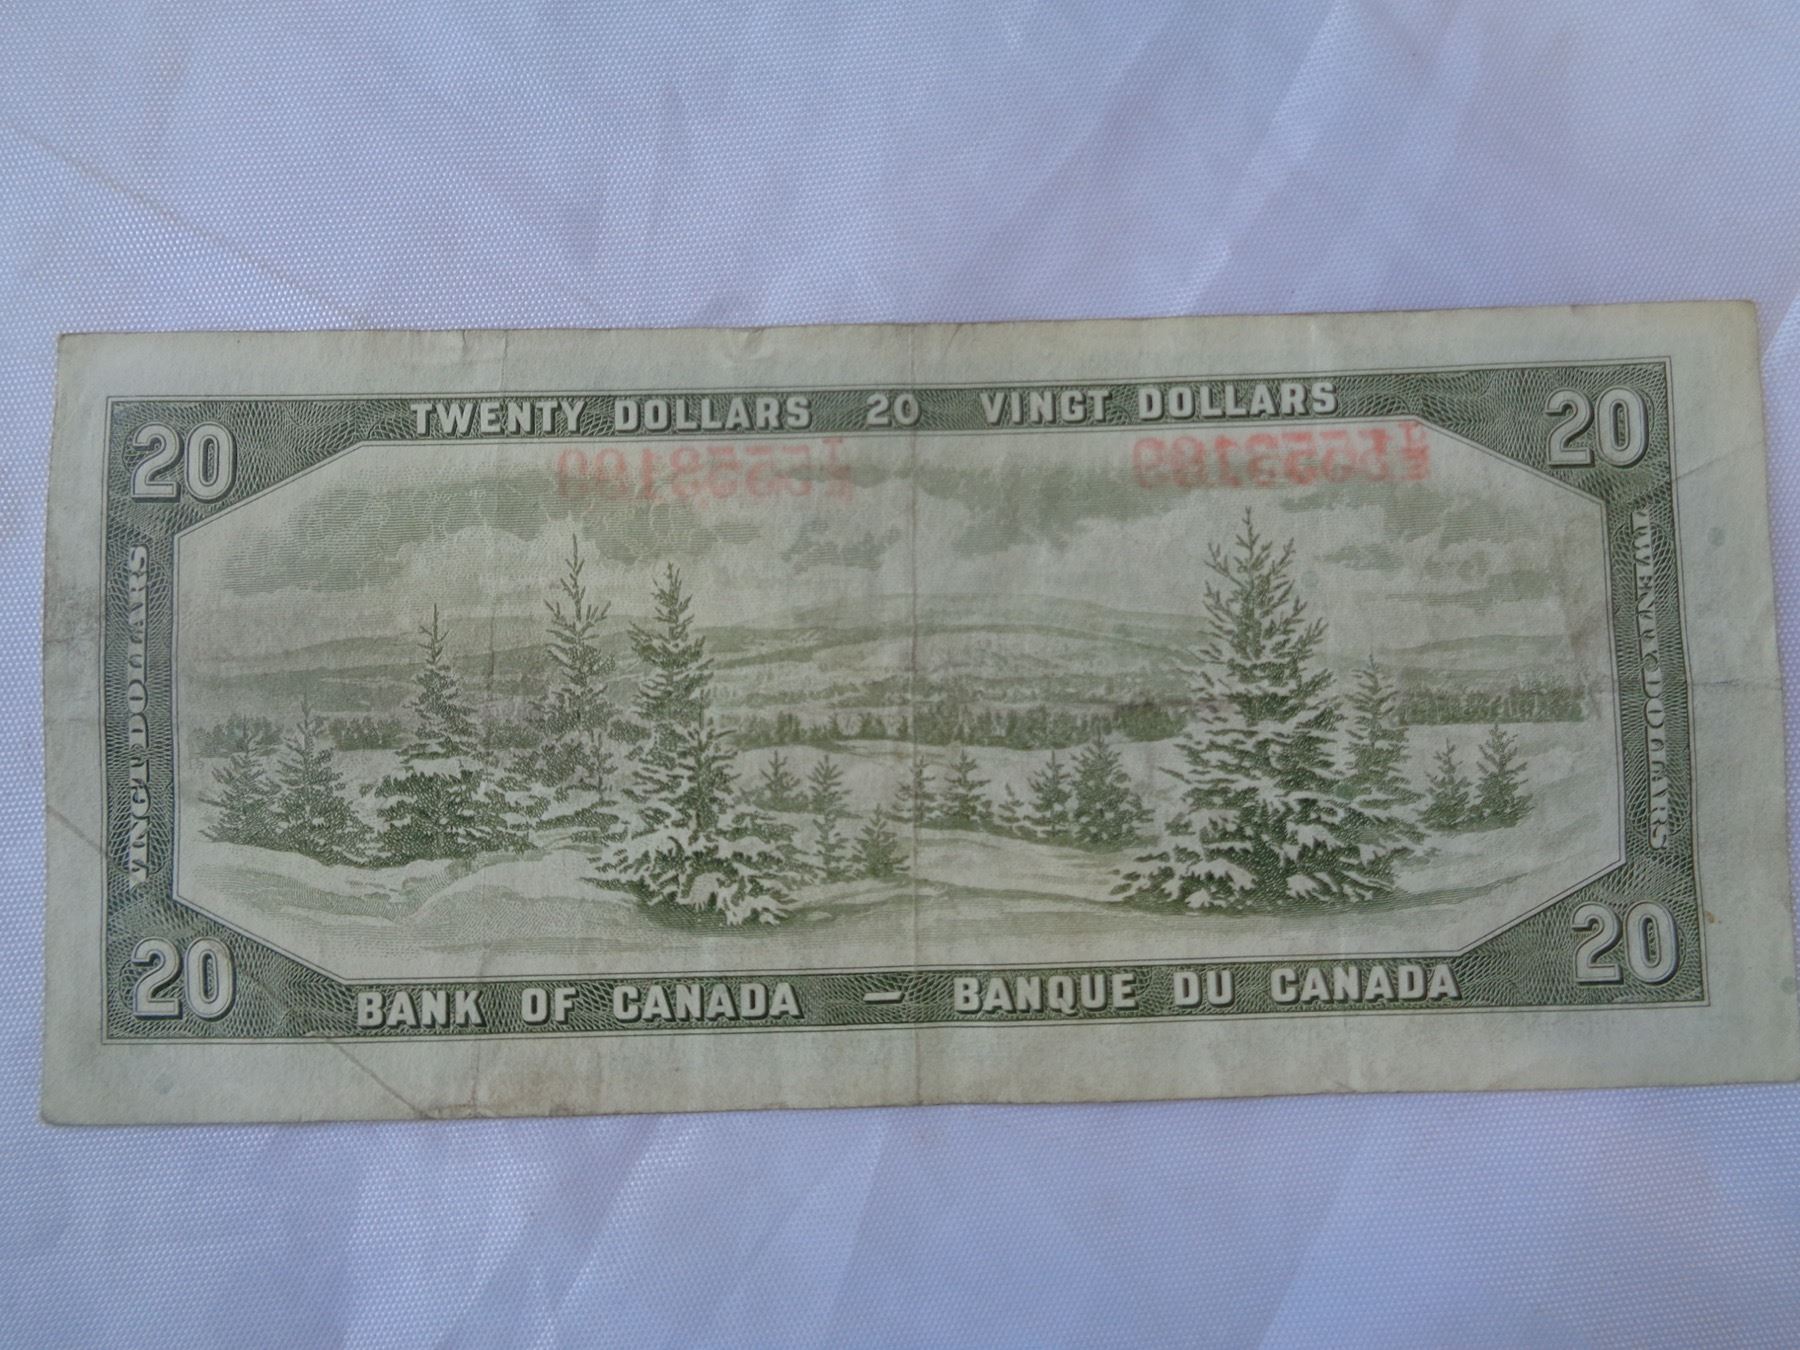 TWENTY DOLLARS 20 VINGT DOLLARS
20
20
VINGT DOLLARS
TWENTY DOLLARS
20
20
BANK OF CANADA — BANQUE DU CANADA